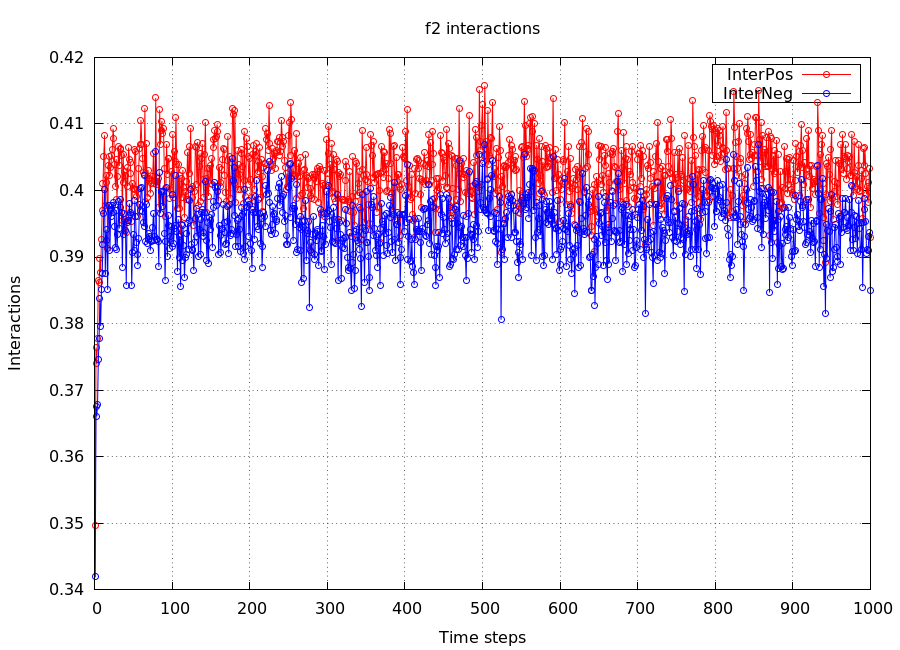 f2 interactions
0.42
0.41
0.4
0.39
0.38
0.37
0.36
0.35
0.34
Interactions
InterPos
InterNeg
0 100 200 300 400 500 600 700 800 900 1000
Time steps